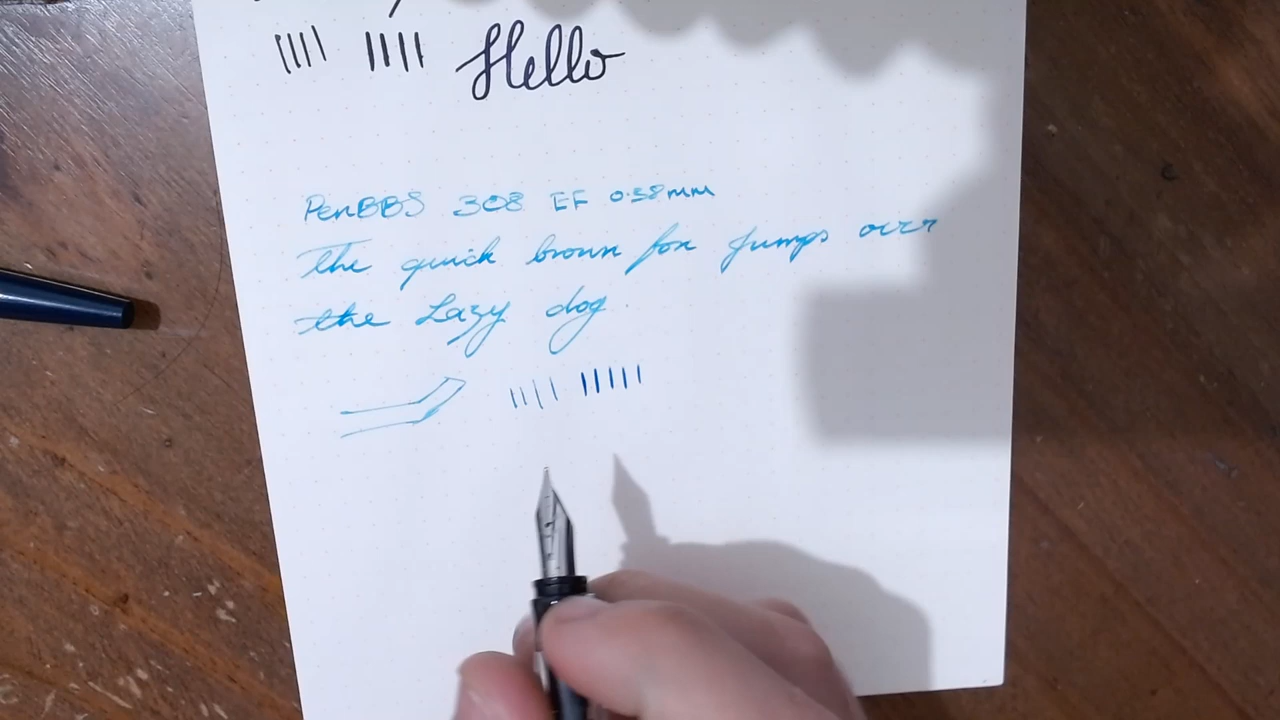 Hello
PenBBS 308 EF 0.38mm
The quick brown fox jumps over
the Lazy dog